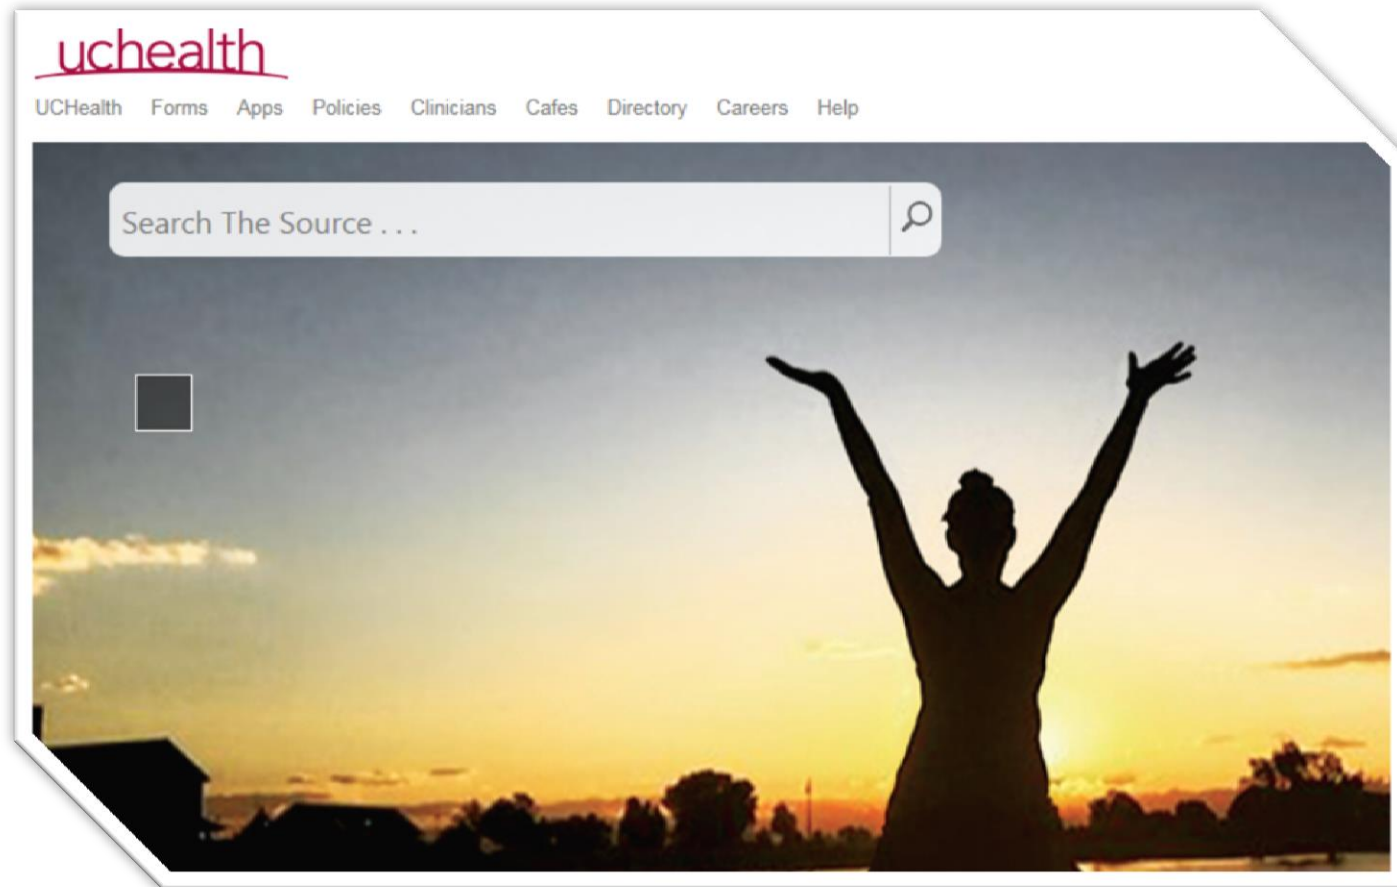 uchealth
UCHealth Forms Apps Policies Clinicians Cafes Directory Careers Help
Search The Source . . .